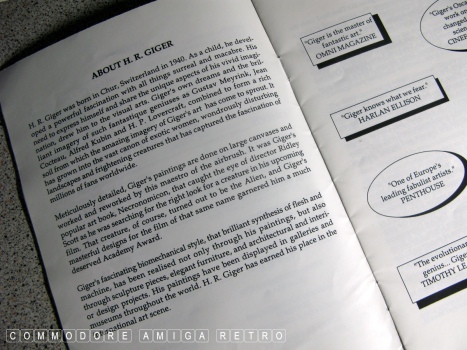 ABOUT H. R. GIGER
H. R. Giger was born in Chur, Switzerland in 1940. As a child, he devel-
oped a powerful fascination with all things surreal and macabre. His
need to express himself and share the unique aspects of his vivid imagi-
nation, drew him to the visual arts. Giger's own dreams and the bril-
liant imagery of such fantastique geniuses as Gustav Meyrink, Jean
Cocteau, Alfred Kubin and H. P. Lovecraft, combined to form a rich
soil from which the amazing imagery of Giger's art has come to sprout. It
has grown into the vast canon of exotic women, wondrously disturbing
landscapes and frightening creatures that has captured the fascination of
millions of fans worldwide.
Meticulously detailed, Giger's paintings are done on large canvases and
worked and reworked by this maestro of the airbrush. It was Giger's
popular art book, Necronomicon, that caught the eye of director Ridley
Scott as he was searching for the right look for a creature in his upcoming
film. That creature, of course, turned out to be the Alien, and Giger's
masterful designs for the film of that same name garnered him a much
deserved Academy Award.
Giger's fascinating biomechanical style, that brilliant synthesis of flesh and
machine, has been realised not only through his paintings, but also
through sculpture pieces, elegant furniture, and architectural and interi-
or design projects. His paintings have been displayed in galleries and
museums throughout the world. H. R. Giger has earned his place in the
art scene.
"Giger is the master of
fantastic art."
OMNI MAGAZINE
"Giger's
work
"Giger knows what we fear."
HARLAN ELLISON
"One of Europe's
leading fabulist artists."
PENTHOUSE
"The evolutiona
genius... Giger
TIMOTHY LE
COMMODORE AMIGA RETRO